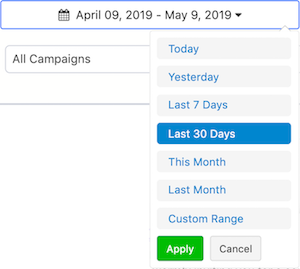 April 09, 2019 - May 9, 2019
All Campaigns
Today
Yesterday
Last 7 Days
Last 30 Days
This Month
Last Month
Custom Range
Apply Cancel